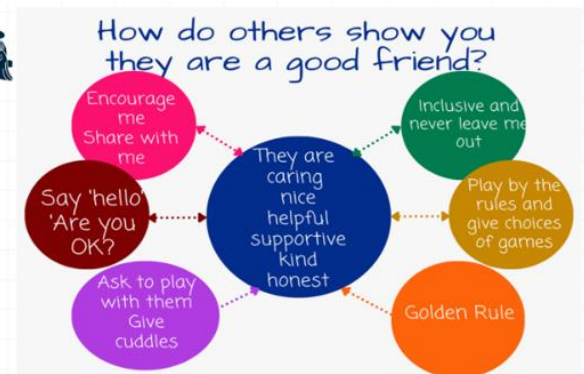 How do others show you
they are a good friend?
Encourage
me
Share with
me
Inclusive and
never leave me
out
They are
caring
nice
helpful
supportive
kind
honest
Say 'hello'
'Are you
OK?
Play by the
rules and
give choices
of games
Ask to play
with them
Give
cuddles
Golden Rule